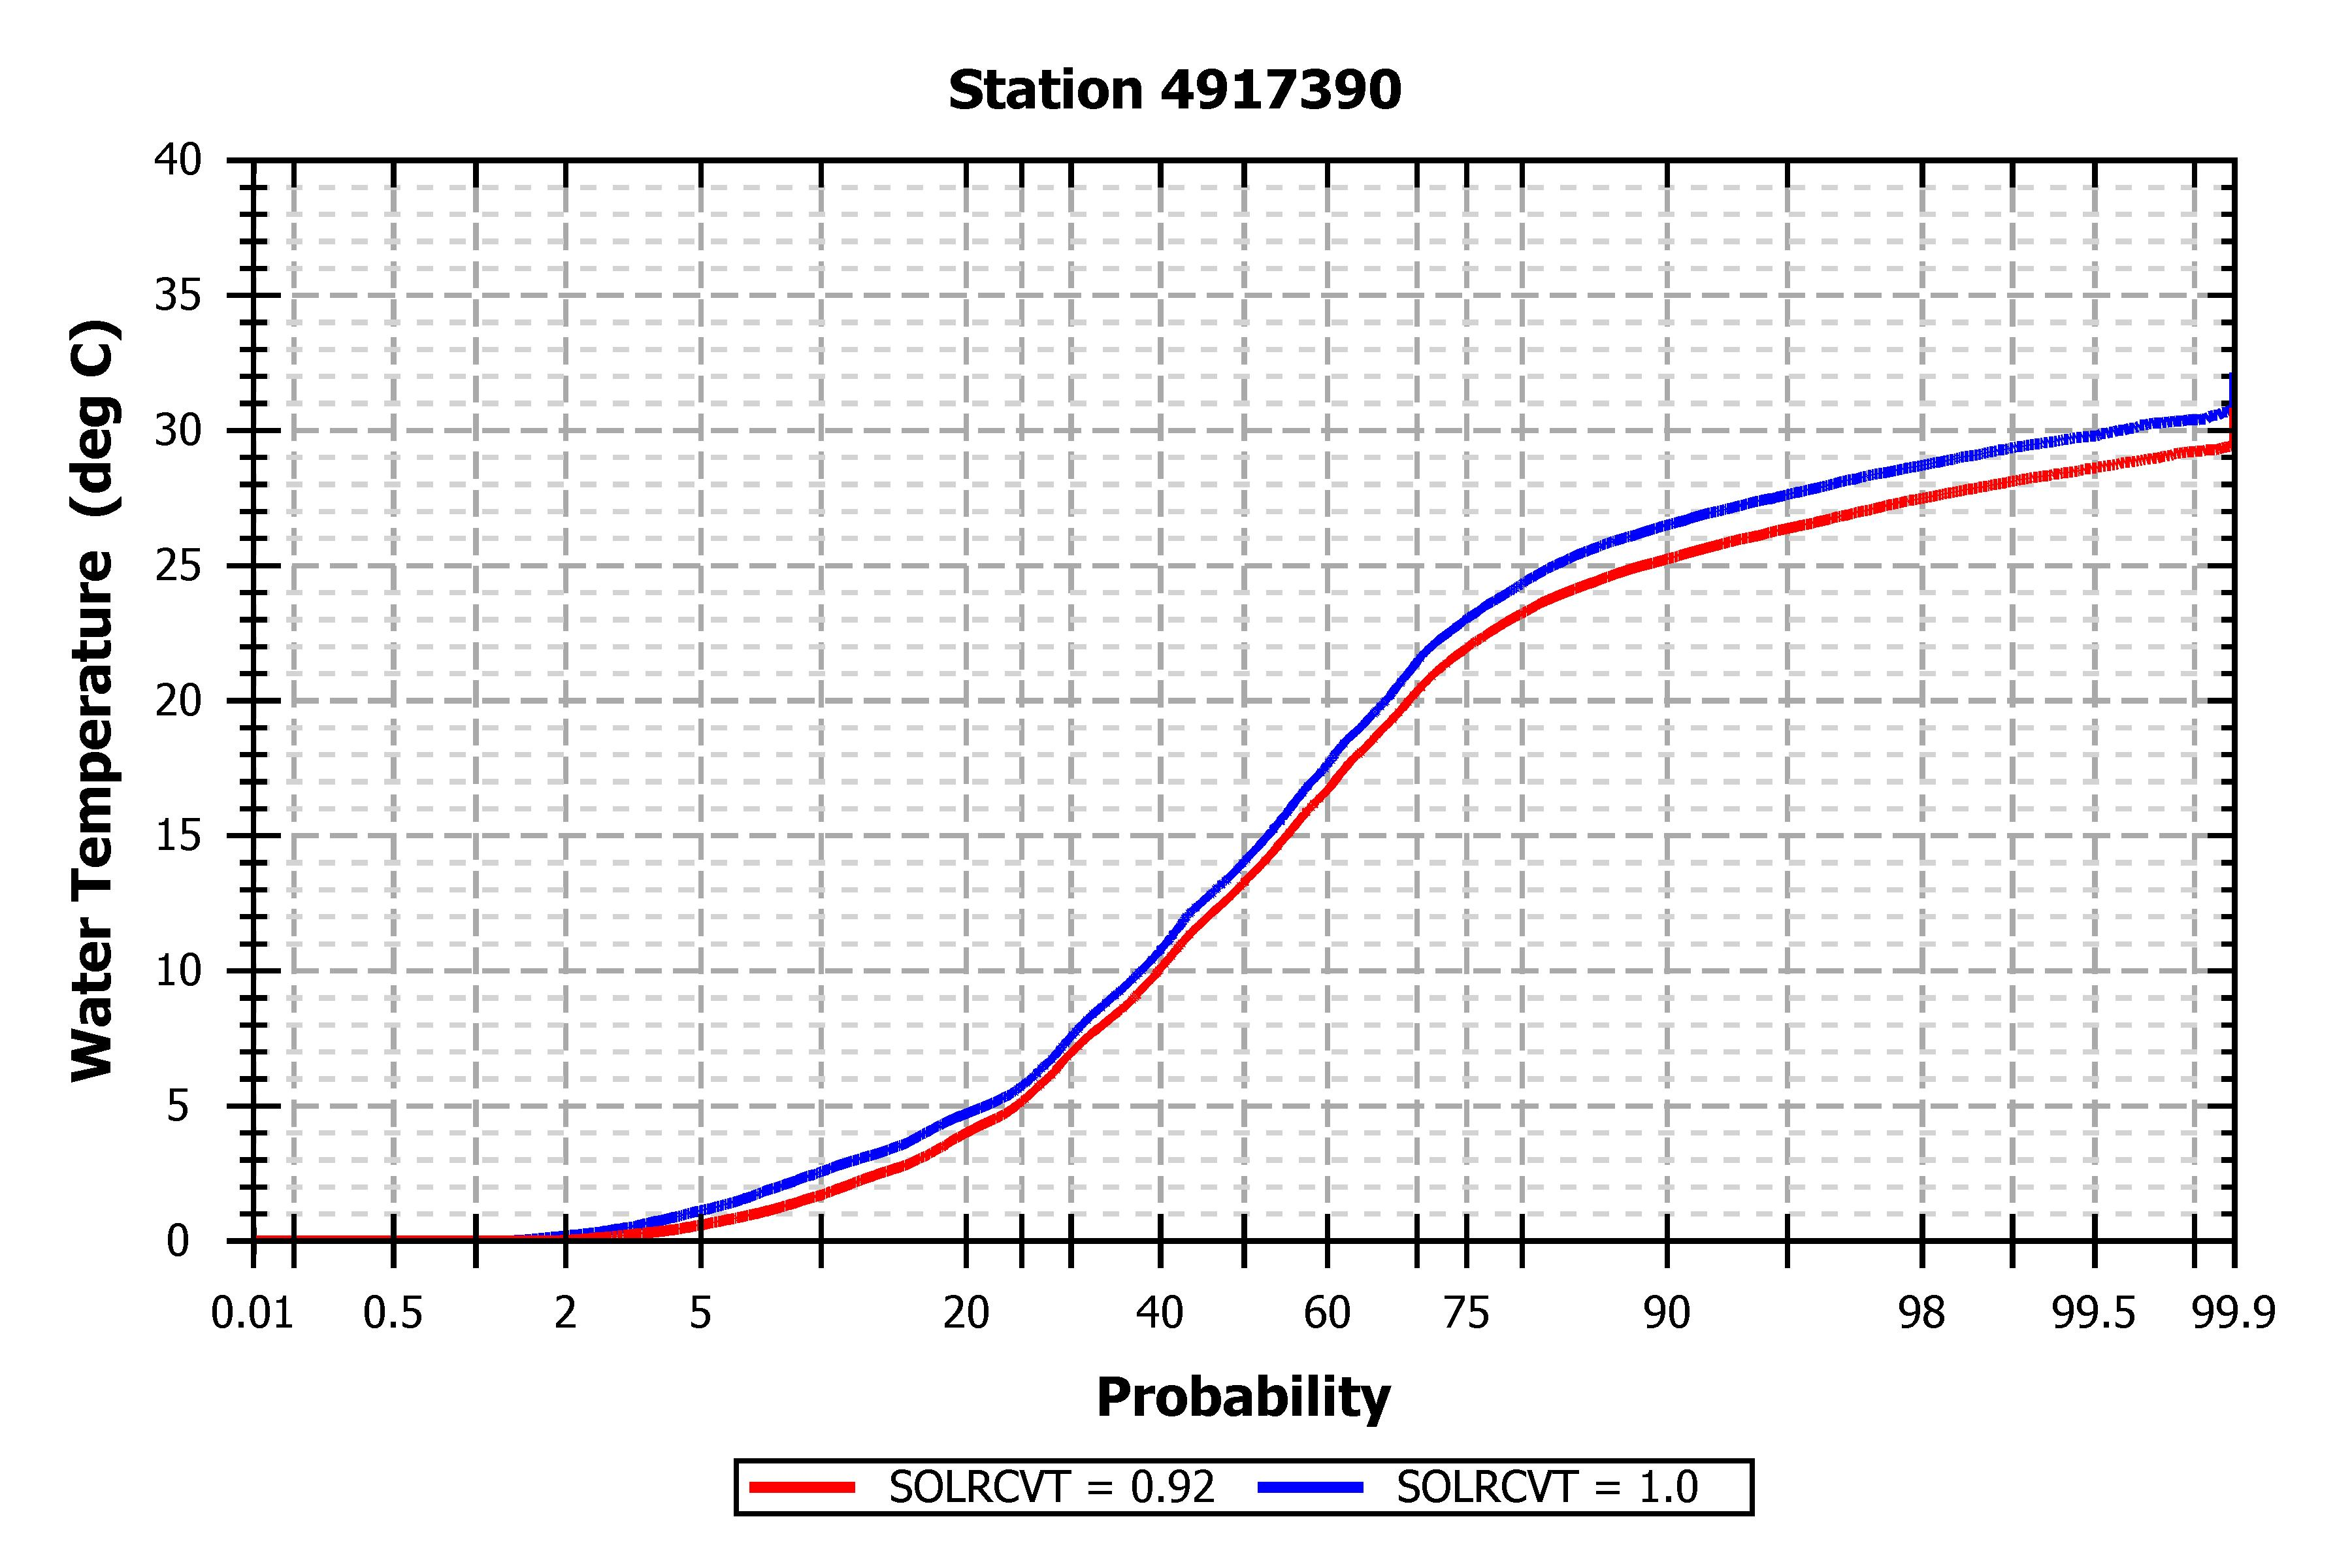 Station 4917390
40
35
30
25
20
15
10
5
0
Water Temperature (deg C)
0.01 0.5 2 5 20 40 60 75 90 98 99.5 99.9
Probability
SOLRCVT = 0.92 SOLRCVT = 1.0